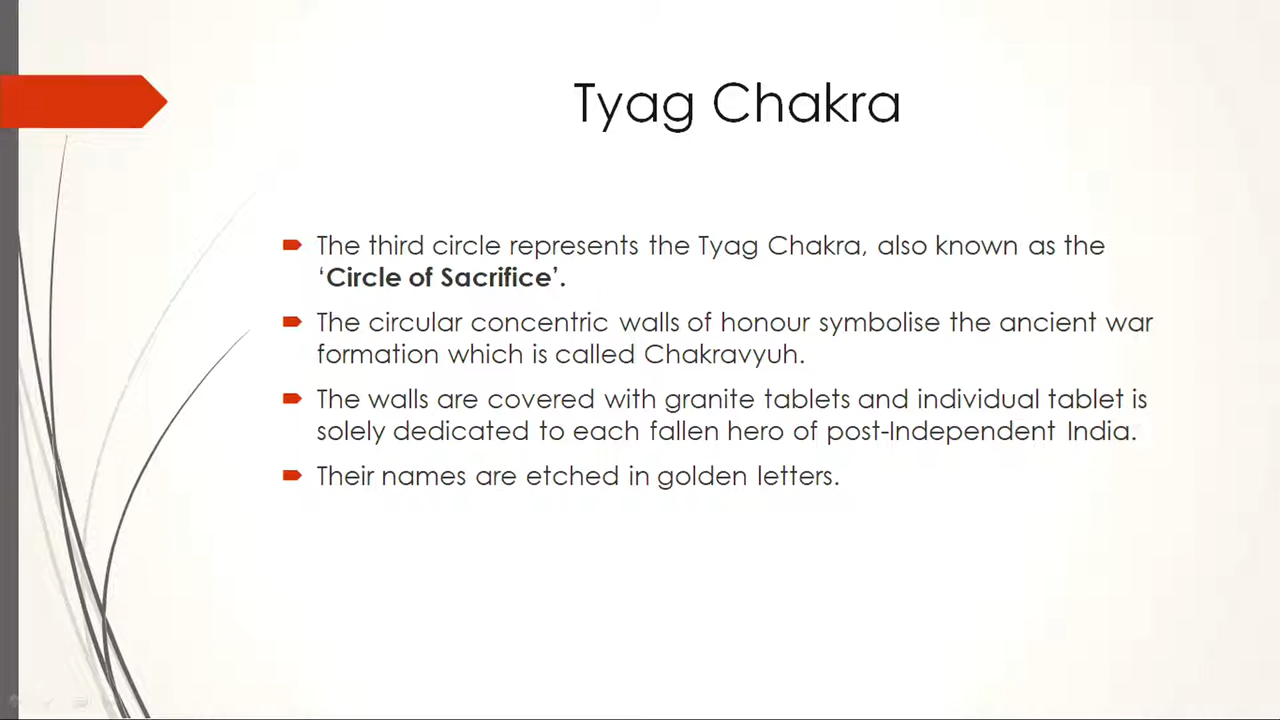 Tyag Chakra
The third circle represents the Tyag Chakra, also known as the
‘Circle of Sacrifice’.
The circular concentric walls of honour symbolise the ancient war
formation which is called Chakravyuh.
The walls are covered with granite tablets and individual tablet is
solely dedicated to each fallen hero of post-Independent India.
Their names are etched in golden letters.